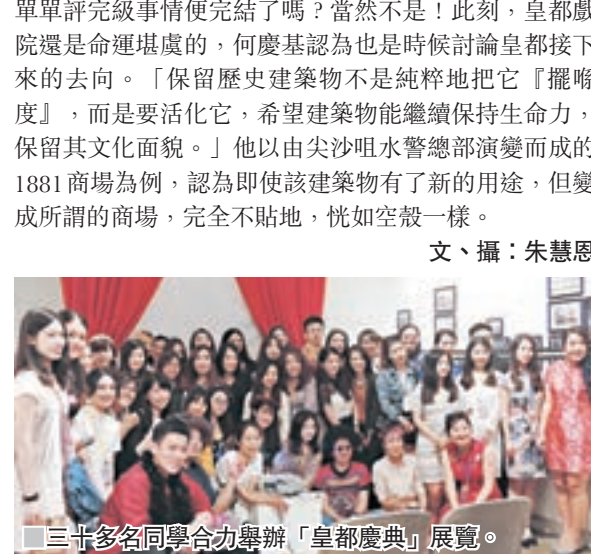 單單評完級事情便完結了嗎？當然不是！此刻，皇都戲
院還是命運堪虞的，何慶基認為也是時候討論皇都接下
來的去向。「保留歷史建築物不是純粹地把它『擺喺
度』，而是要活化它，希望建築物能繼續保持生命力，
保留其文化面貌。」他以由尖沙咀水警總部演變而成的
1881商場為例，認為即使該建築物有了新的用途，但變
成所謂的商場，完全不貼地，恍如空殼一樣。
文、攝：朱慧恩
■三十多名同學合力舉辦「皇都慶典」展覽。